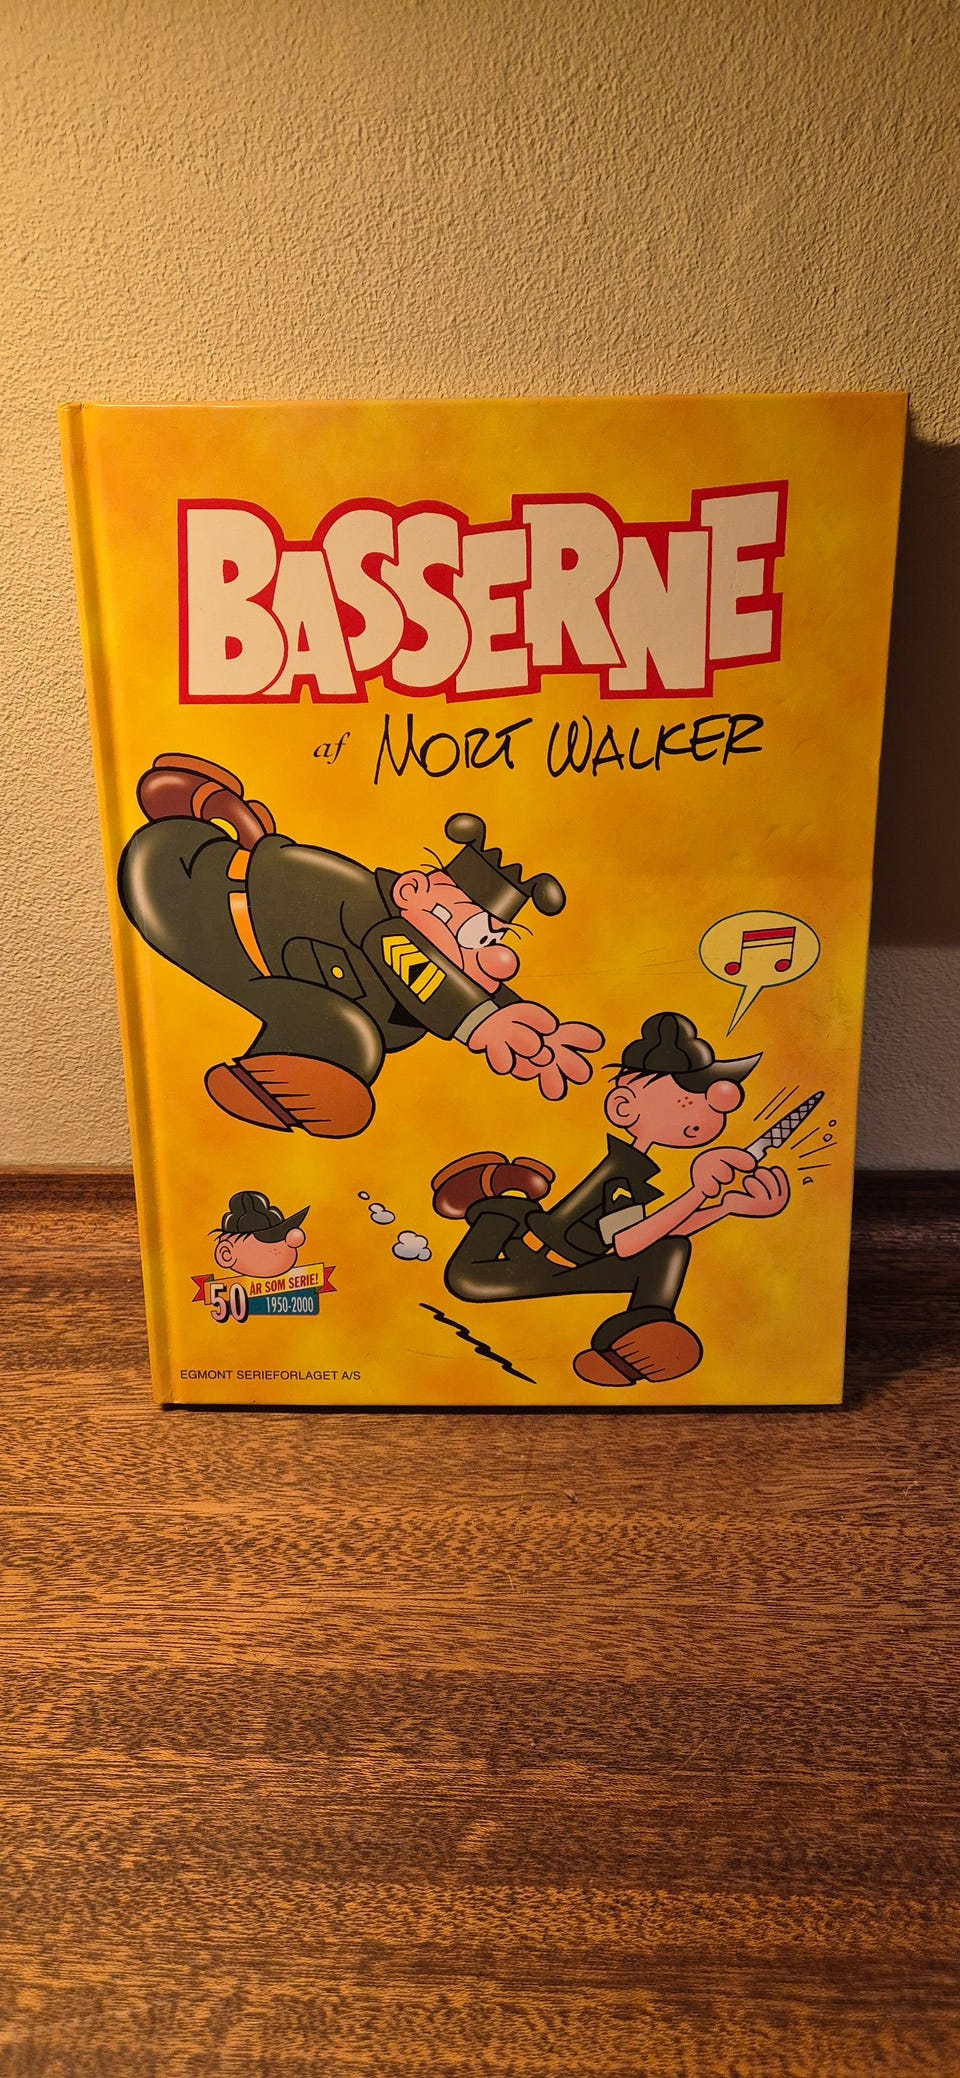 BASSERNE
af MORT WALKER
50 ÅR SOM SERIE!
1950-2000
EGMONT SERIEFORLAGET A/S